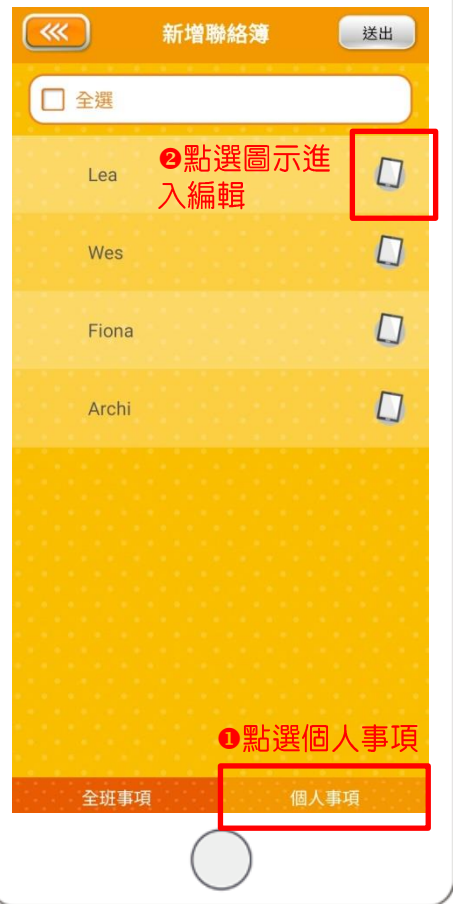 新增聯絡簿
送出
全選
Lea
❷點選圖示進
入編輯
Wes
Fiona
Archi
❶點選個人事項
全班事項
個人事項